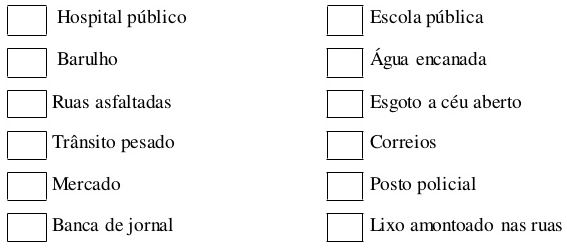 Hospital público
Escola pública
Barulho
Água encanada
Ruas asfaltadas
Esgoto a céu aberto
Trânsito pesado
Correios
Mercado
Posto policial
Banca de jornal
Lixo amontoado nas ruas